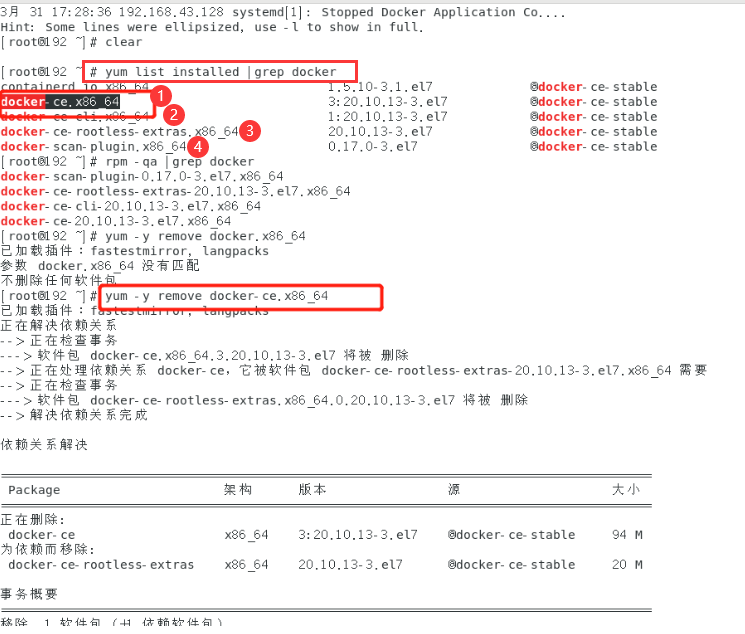 3月 31 17:28:36 192.168.43.128 systemd[1]: Stopped Docker Application Co....
Hint: Some lines were ellipsized, use -l to show in full.
[root@192 ~]# clear
[root@192 ~]# yum list installed |grep docker
containerd.io.x86_64 1.5.10-3.1.el7 @docker-ce-stable
docker-ce.x86_64 3:20.10.13-3.el7 @docker-ce-stable
docker-ce-cli.x86_64 1:20.10.13-3.el7 @docker-ce-stable
docker-ce-rootless-extras.x86_64 20.10.13-3.el7 @docker-ce-stable
docker-scan-plugin.x86_64 0.17.0-3.el7 @docker-ce-stable
1
2
3
4
[root@192 ~]# rpm -qa |grep docker
docker-scan-plugin-0.17.0-3.el7.x86_64
docker-ce-rootless-extras-20.10.13-3.el7.x86_64
docker-ce-cli-20.10.13-3.el7.x86_64
docker-ce-20.10.13-3.el7.x86_64
[root@192 ~]# yum -y remove docker.x86_64
已加载插件：fastestmirror, langpacks
参数 docker.x86_64 没有匹配
不删除任何软件包
[root@192 ~]# yum -y remove docker-ce.x86_64
已加载插件：fastestmirror, langpacks
正在解决依赖关系
--> 正在检查事务
---> 软件包 docker-ce.x86_64.3.20.10.13-3.el7 将被 删除
--> 正在处理依赖关系 docker-ce，它被软件包 docker-ce-rootless-extras-20.10.13-3.el7.x86_64 需要
--> 正在检查事务
---> 软件包 docker-ce-rootless-extras.x86_64.0.20.10.13-3.el7 将被 删除
--> 解决依赖关系完成
依赖关系解决
Package 架构 版本 源 大小
正在删除:
docker-ce x86_64 3:20.10.13-3.el7 @docker-ce-stable 94 M
为依赖而移除:
docker-ce-rootless-extras x86_64 20.10.13-3.el7 @docker-ce-stable 20 M
事务概要
移除 1 软件包 (+1 依赖软件包)